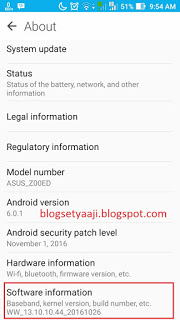 51% 9:54 AM
About
System update
Status
Status of the battery, network, and other
information
Legal information
Regulatory information
Model number
ASUS_Z00ED
Android version
6.0.1
blogsetyaaji.blogspot.com
Android security patch level
November 1, 2016
Hardware information
Wi-fi, bluetooth, firmware version, etc.
Software information
Baseband, kernel version, build number, etc.
WW_13.10.10.44_20161026